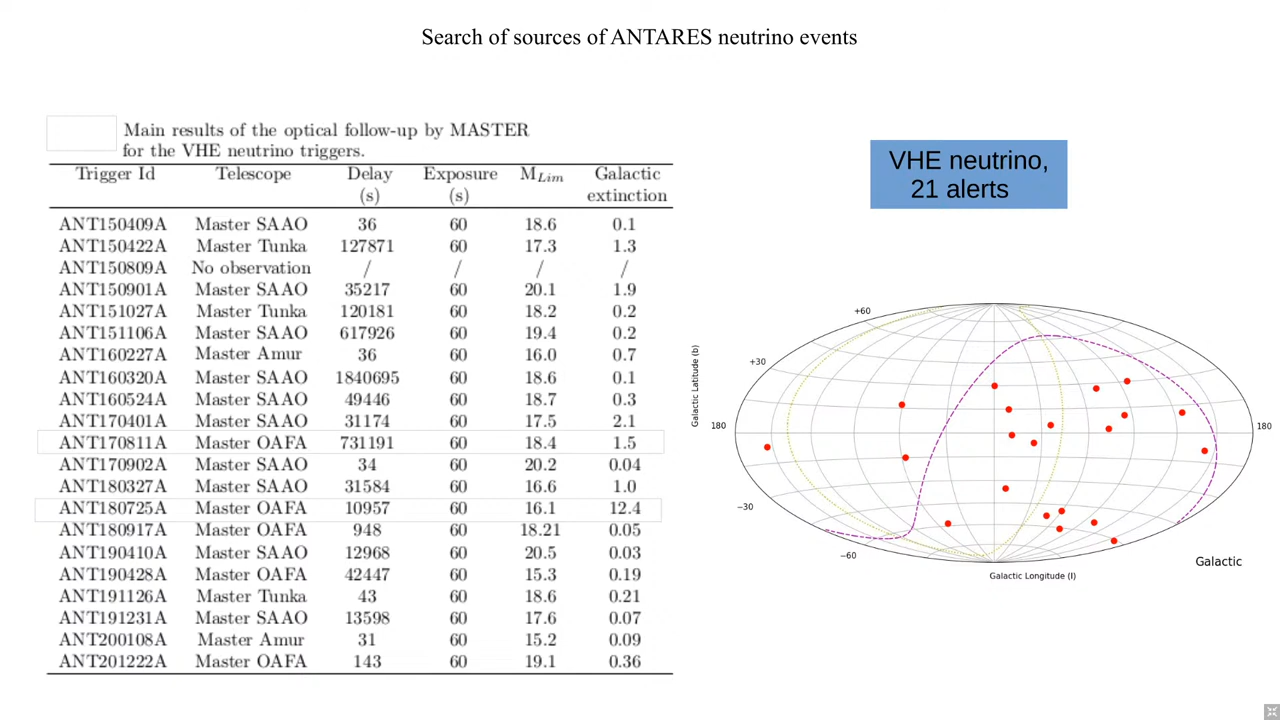 Search of sources of ANTARES neutrino events
Main results of the optical follow-up by MASTER
for the VHE neutrino triggers.
Trigger Id Telescope Delay Exposure M_Lim Galactic
(s) (s) extinction
ANT150409A Master SAAO 36 60 18.6 0.1
ANT150422A Master Tunka 127871 60 17.3 1.3
ANT150809A No observation / / / /
ANT150901A Master SAAO 35217 60 20.1 1.9
ANT151027A Master Tunka 120181 60 18.2 0.2
ANT151106A Master SAAO 617926 60 19.4 0.2
ANT160227A Master Amur 36 60 16.0 0.7
ANT160320A Master SAAO 1840695 60 18.6 0.1
ANT160524A Master SAAO 49446 60 18.7 0.3
ANT170401A Master SAAO 31174 60 17.5 2.1
ANT170811A Master OAFA 731191 60 18.4 1.5
ANT170902A Master SAAO 34 60 20.2 0.04
ANT180327A Master SAAO 31584 60 16.6 1.0
ANT180725A Master OAFA 10957 60 16.1 12.4
ANT180917A Master OAFA 948 60 18.21 0.05
ANT190410A Master SAAO 12968 60 20.5 0.03
ANT190428A Master OAFA 42447 60 15.3 0.19
ANT191126A Master Tunka 43 60 18.6 0.21
ANT191231A Master SAAO 13598 60 17.6 0.07
ANT200108A Master Amur 31 60 15.2 0.09
ANT201222A Master OAFA 143 60 19.1 0.36
VHE neutrino,
21 alerts
+60
+30
180
180
−30
−60
Galactic Latitude (b)
Galactic Longitude (l)
Galactic